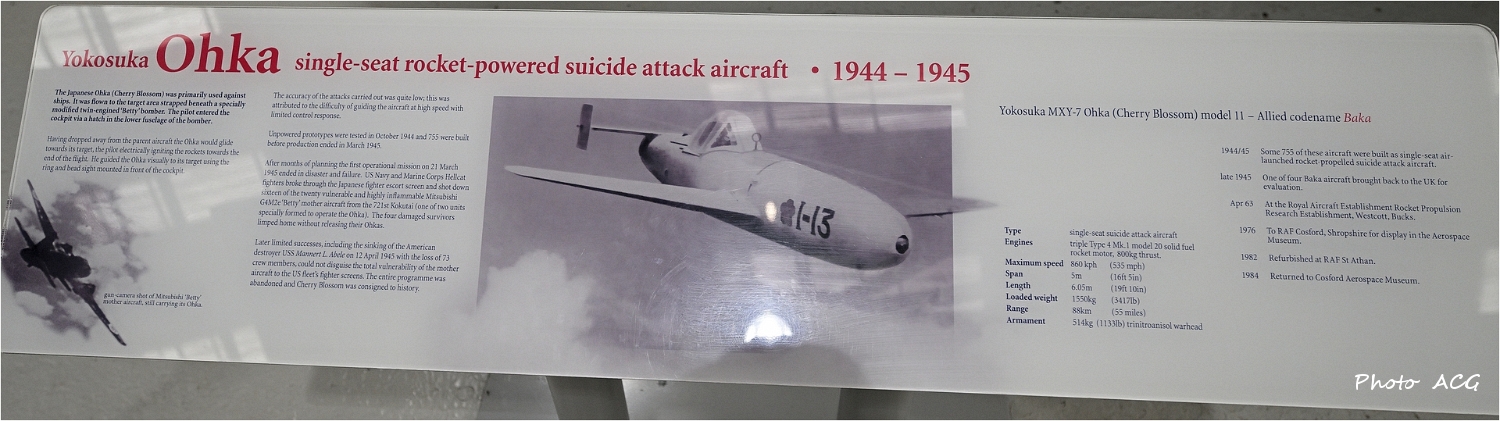 Yokosuka Ohka single-seat rocket-powered suicide attack aircraft • 1944 – 1945
The Japanese Ohka (Cherry Blossom) was primarily used against
ships. It was flown to the target area strapped beneath a specially
modified twin-engined 'Betty' bomber. The pilot entered the
cockpit via a hatch in the lower fuselage of the bomber.
Having dropped away from the parent aircraft the Ohka would glide
towards its target, the pilot electrically igniting the rockets towards the
end of the flight. He guided the Ohka visually to its target using the
ring and bead sight mounted in front of the cockpit.
gun-camera shot of Mitsubishi 'Betty'
mother aircraft, still carrying its Ohka.
The accuracy of the attacks carried out was quite low; this was
attributed to the difficulty of guiding the aircraft at high speed with
limited control response.
Unpowered prototypes were tested in October 1944 and 755 were built
before production ended in March 1945.
After months of planning the first operational mission on 21 March
1945 ended in disaster and failure. US Navy and Marine Corps Hellcat
fighters broke through the Japanese fighter escort screen and shot down
sixteen of the twenty vulnerable and highly inflammable Mitsubishi
G4M2e 'Betty' mother aircraft from the 721st Kokutai (one of two units
specially formed to operate the Ohka). The four damaged survivors
limped home without releasing their Ohkas.
Later limited successes, including the sinking of the American
destroyer USS Mannert L. Abele on 12 April 1945 with the loss of 73
crew members, could not disguise the total vulnerability of the mother
aircraft to the US fleet's fighter screens. The entire programme was
abandoned and Cherry Blossom was consigned to history.
I-13
Yokosuka MXY-7 Ohka (Cherry Blossom) model 11 – Allied codename Baka
Type single-seat suicide attack aircraft
Engines triple Type 4 Mk.1 model 20 solid fuel
rocket motor, 800kg thrust.
Maximum speed 860 kph (535 mph)
Span 5m (16ft 5in)
Length 6.05m (19ft 10in)
Loaded weight 1550kg (3417lb)
Range 88km (55 miles)
Armament 514kg (1133lb) trinitroanisol warhead
1944/45 Some 755 of these aircraft were built as single-seat air-
launched rocket-propelled suicide attack aircraft.
late 1945 One of four Baka aircraft brought back to the UK for
evaluation.
Apr 63 At the Royal Aircraft Establishment Rocket Propulsion
Research Establishment, Westcott, Bucks.
1976 To RAF Cosford, Shropshire for display in the Aerospace
Museum.
1982 Refurbished at RAF St Athan.
1984 Returned to Cosford Aerospace Museum.
Photo ACG